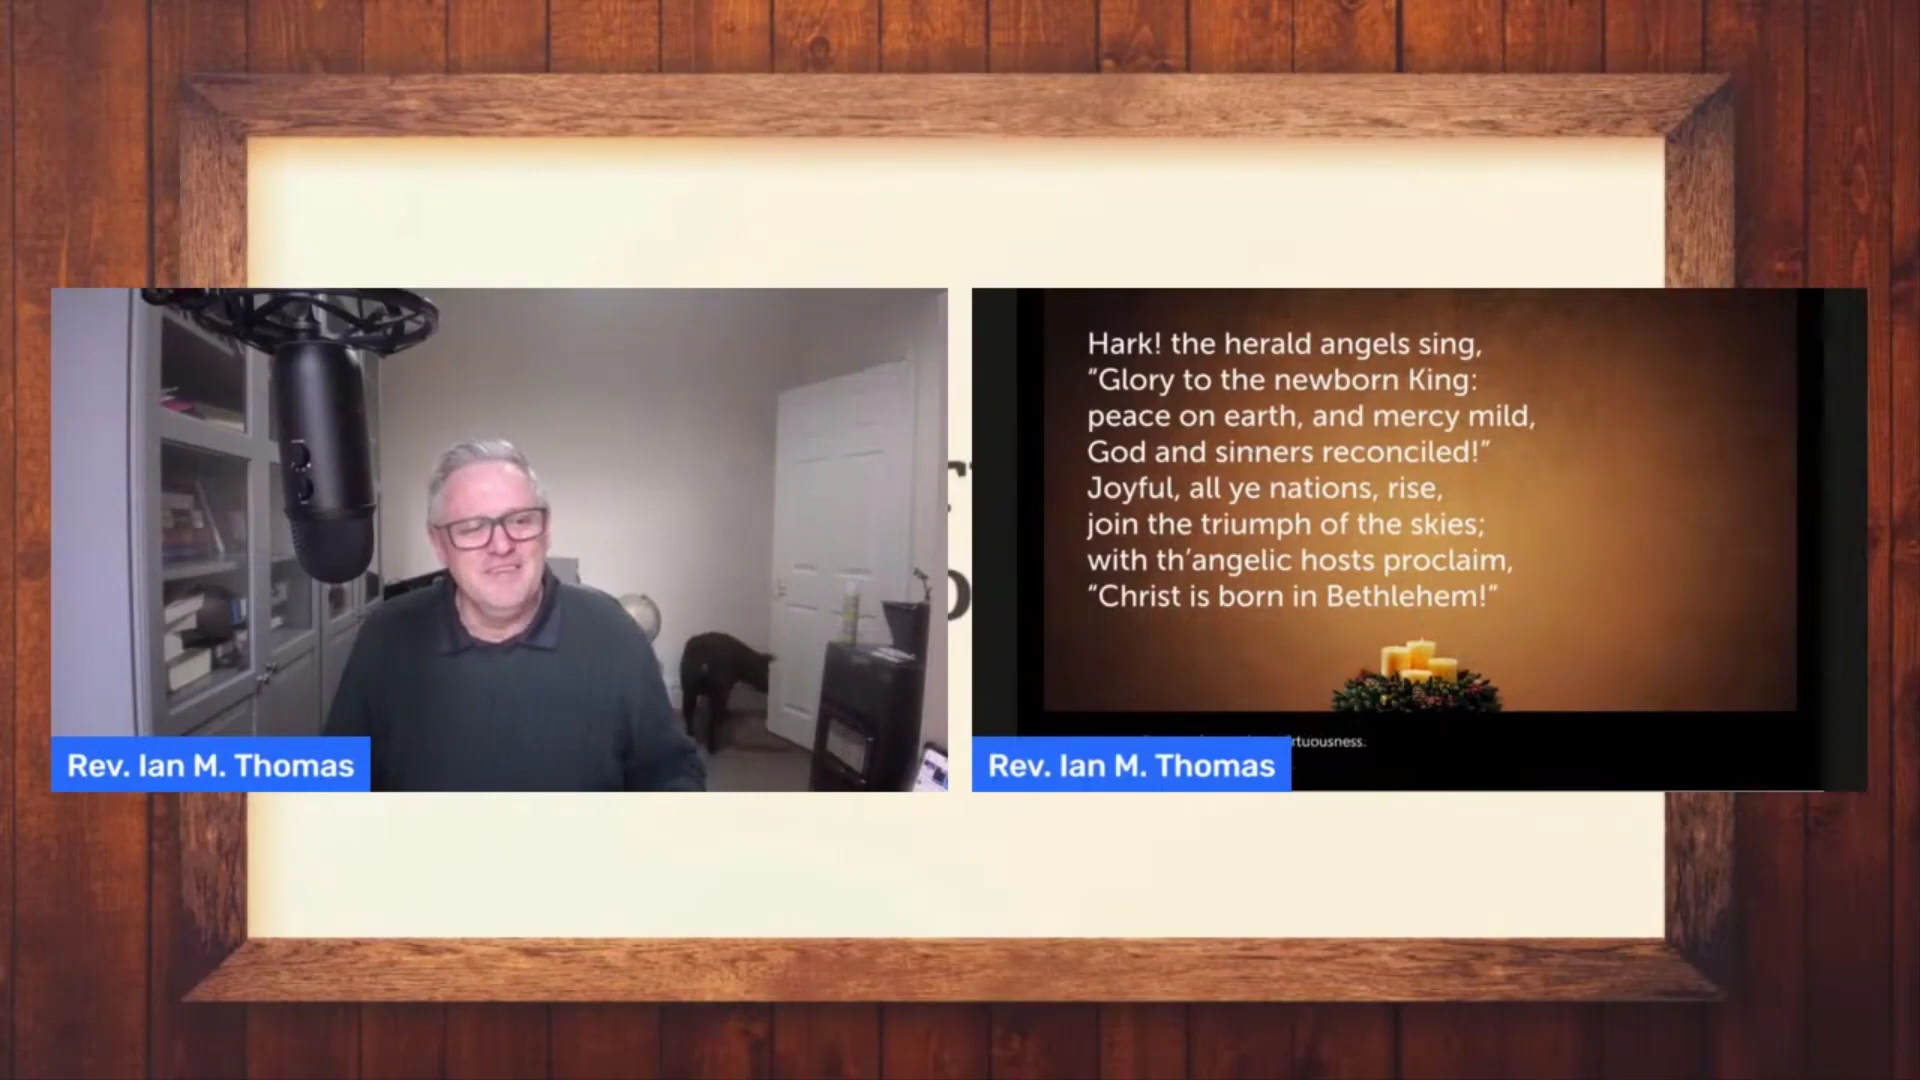 Hark! the herald angels sing,
“Glory to the newborn King:
peace on earth, and mercy mild,
God and sinners reconciled!”
Joyful, all ye nations, rise,
join the triumph of the skies;
with th’angelic hosts proclaim,
“Christ is born in Bethlehem!”
Rev. Ian M. Thomas
Rev. Ian M. Thomas